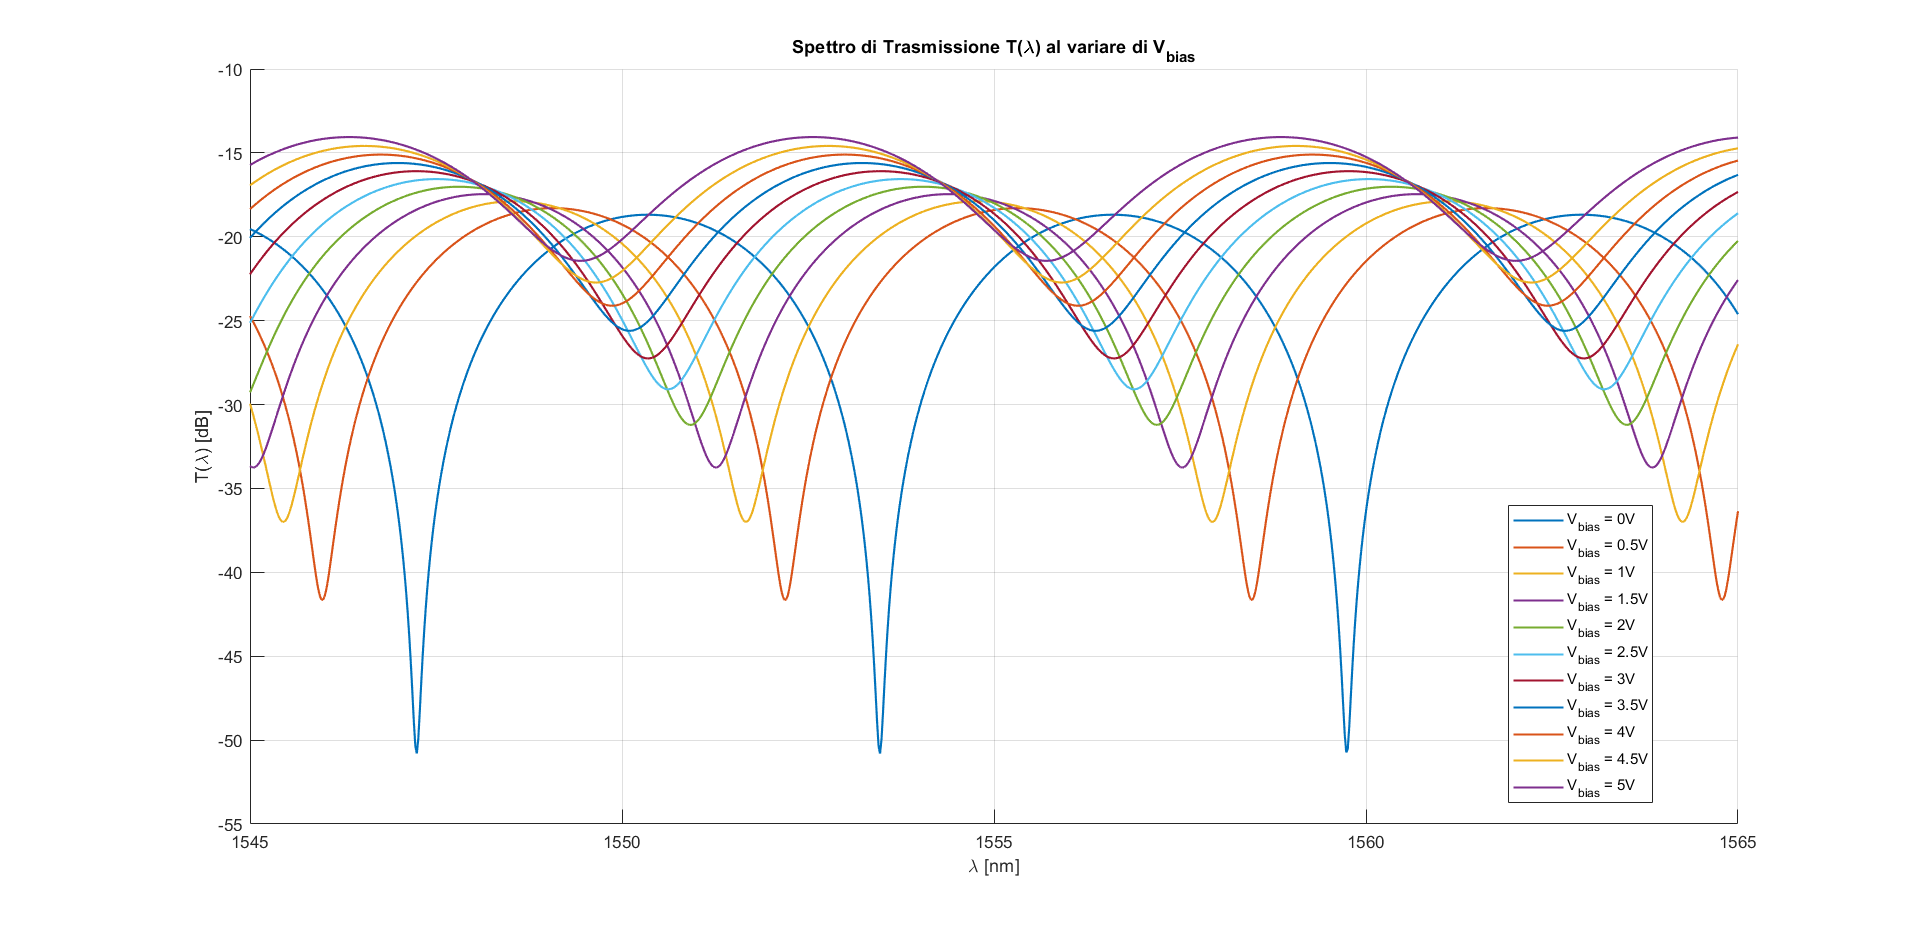 Spettro di Trasmissione T(λ) al variare di V_bias
T(λ) [dB]
-10
-15
-20
-25
-30
-35
-40
-45
-50
-55
1545
1550
1555
1560
1565
λ [nm]
V_bias = 0V
V_bias = 0.5V
V_bias = 1V
V_bias = 1.5V
V_bias = 2V
V_bias = 2.5V
V_bias = 3V
V_bias = 3.5V
V_bias = 4V
V_bias = 4.5V
V_bias = 5V